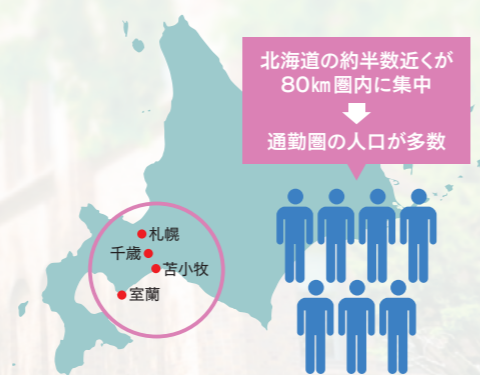 北海道の約半数近くが
80㎞圏内に集中
通勤圏の人口が多数
札幌
千歳
苫小牧
室蘭